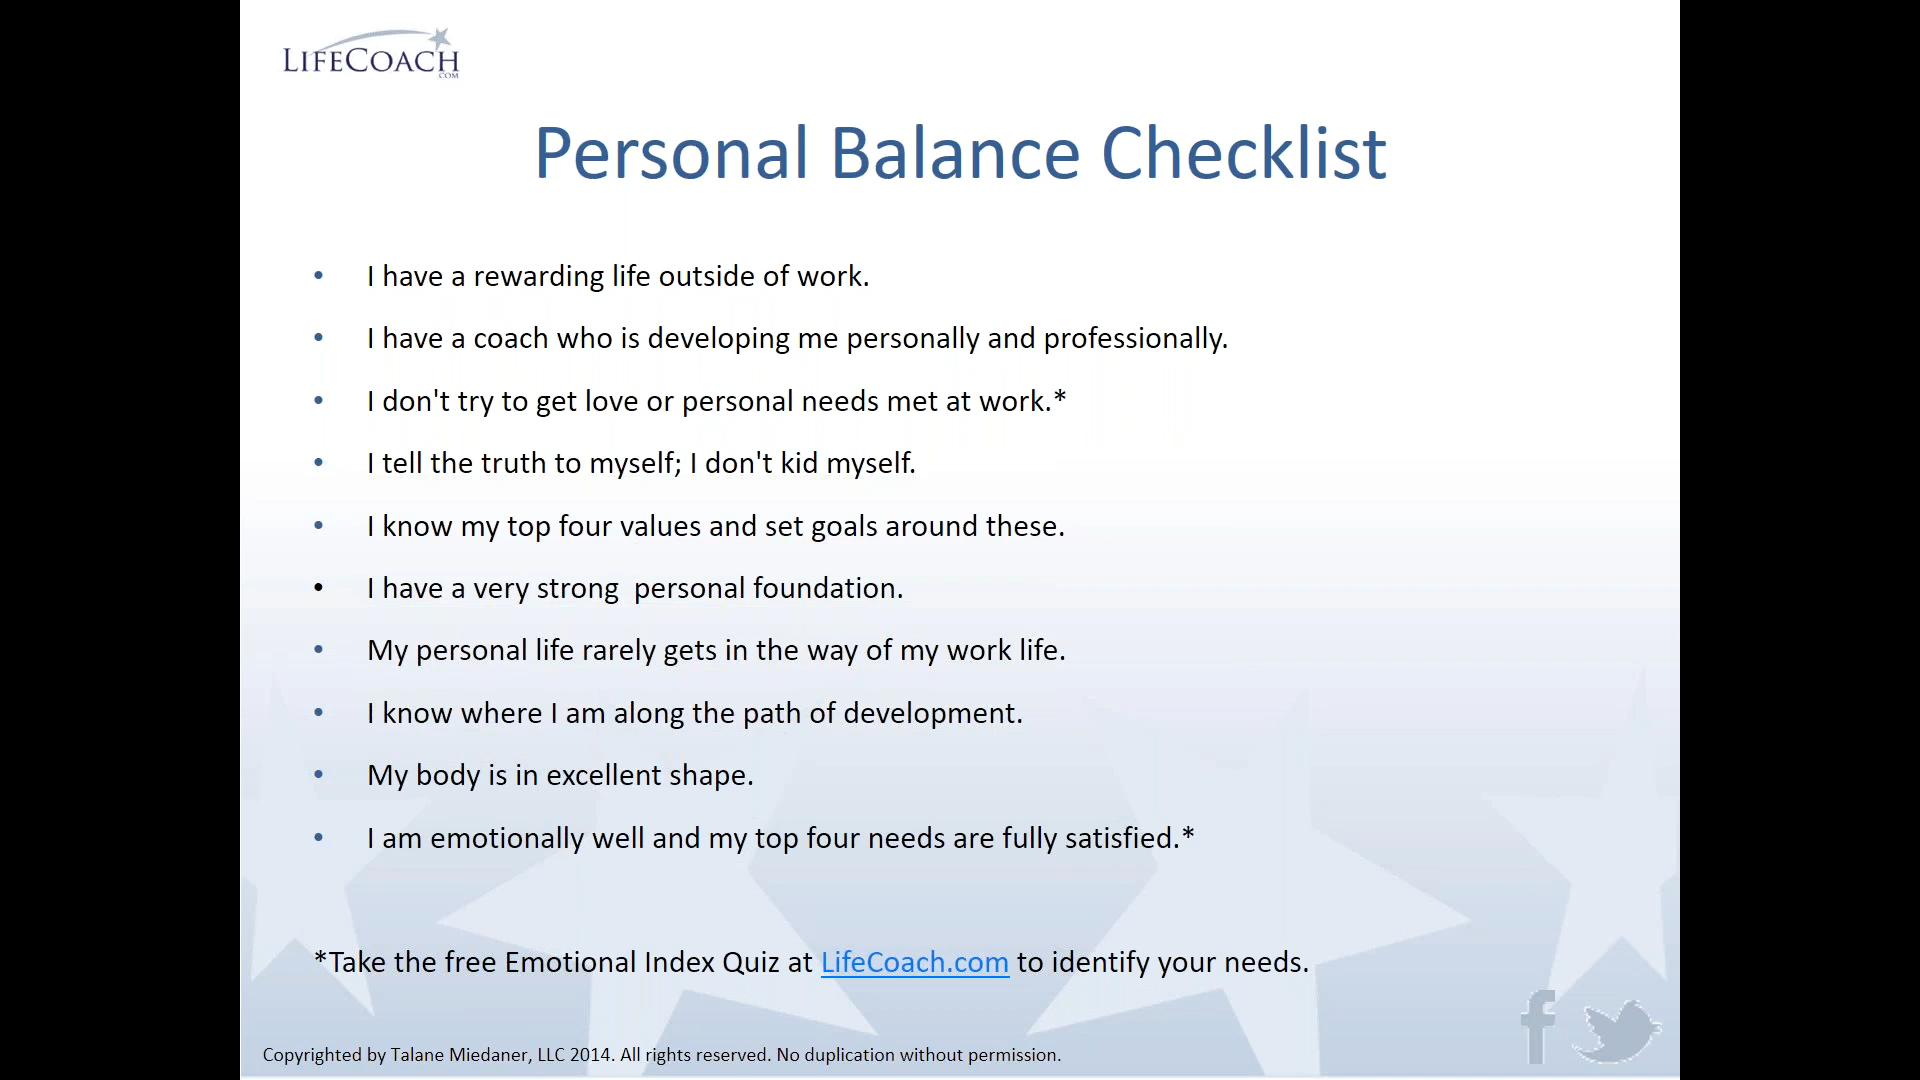 LIFECOACH
.COM
Personal Balance Checklist
• I have a rewarding life outside of work.
• I have a coach who is developing me personally and professionally.
• I don't try to get love or personal needs met at work.*
• I tell the truth to myself; I don't kid myself.
• I know my top four values and set goals around these.
• I have a very strong  personal foundation.
• My personal life rarely gets in the way of my work life.
• I know where I am along the path of development.
• My body is in excellent shape.
• I am emotionally well and my top four needs are fully satisfied.*
*Take the free Emotional Index Quiz at LifeCoach.com to identify your needs.
Copyrighted by Talane Miedaner, LLC 2014. All rights reserved. No duplication without permission.